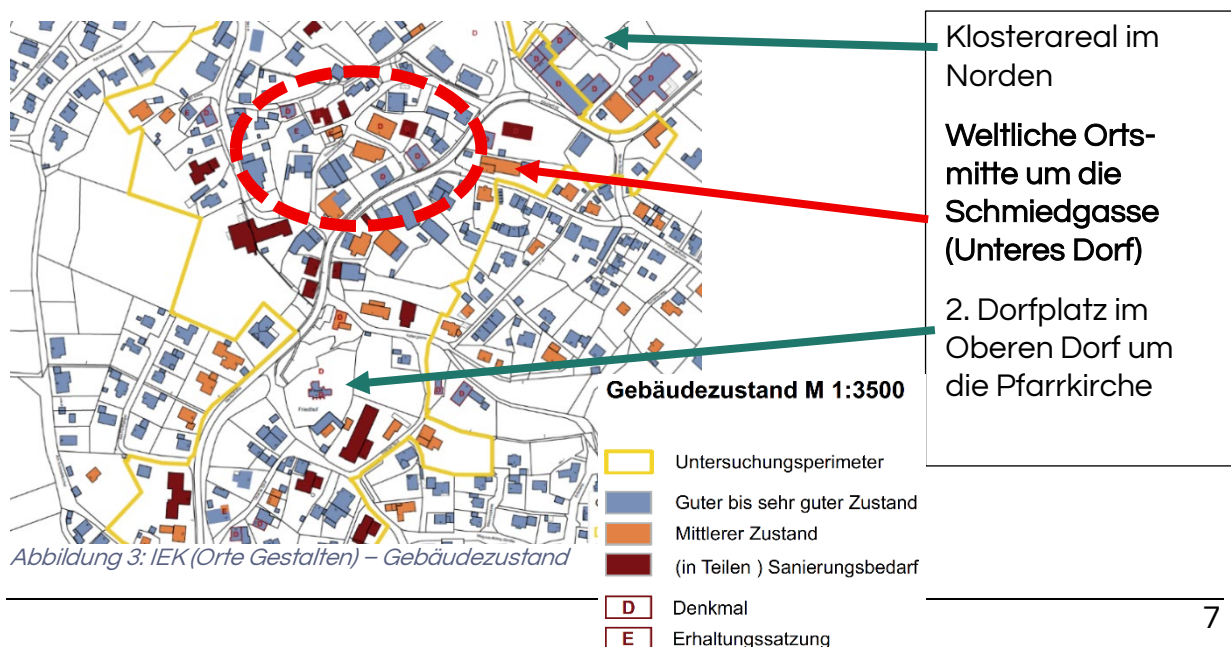 Klosterareal im
Norden
Weltliche Orts-
mitte um die
Schmiedgasse
(Unteres Dorf)
2. Dorfplatz im
Oberen Dorf um
die Pfarrkirche
Friedhof
Gebäudezustand M 1:3500
Untersuchungsperimeter
Guter bis sehr guter Zustand
Mittlerer Zustand
(in Teilen ) Sanierungsbedarf
D Denkmal
E Erhaltungssatzung
Abbildung 3: IEK (Orte Gestalten) – Gebäudezustand
7